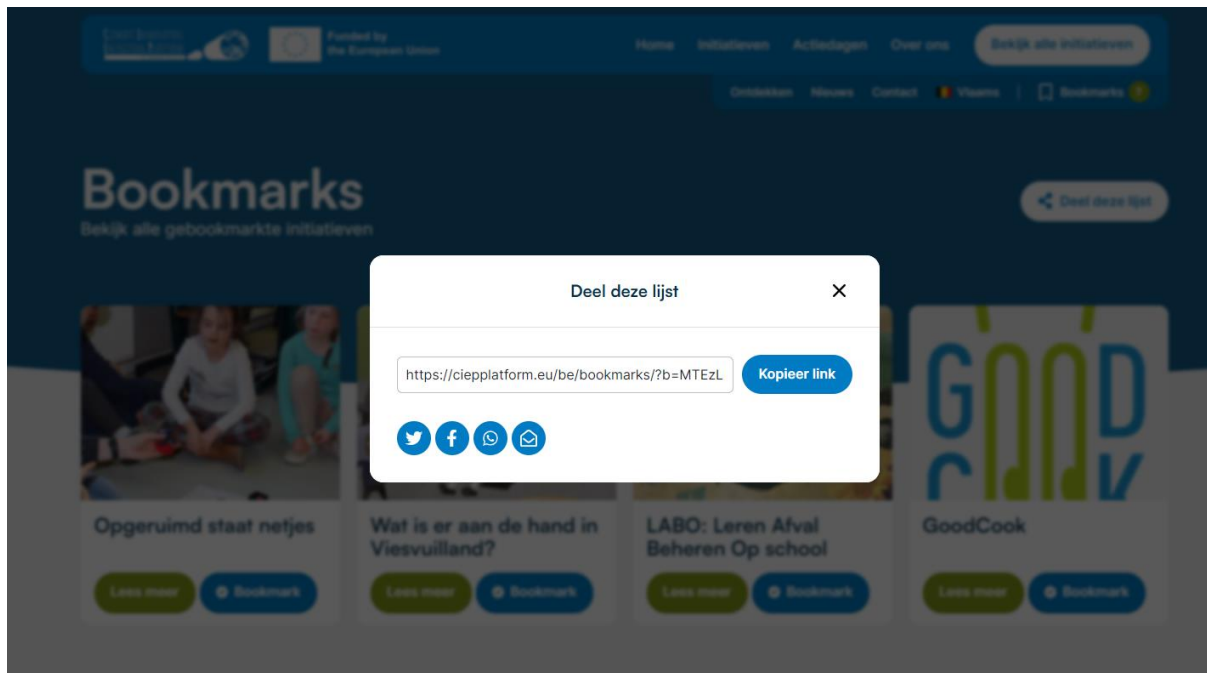 Funded by
the European Union
Home Initiatieven Actiedagen Over ons Bekijk alle initiatieven
Ontdekken Nieuws Contact Vlaams | Bookmarks
Bookmarks
Bekijk alle gebookmarkte initiatieven
Deel deze lijst
Deel deze lijst
https://ciepplatform.eu/be/bookmarks/?b=MTEzL
Kopieer link
GOOD
Opgeruimd staat netjes
Wat is er aan de hand in
Viesvuilland?
LABO: Leren Afval
Beheren Op school
GoodCook
Lees meer Bookmark
Lees meer Bookmark
Lees meer Bookmark
Lees meer Bookmark